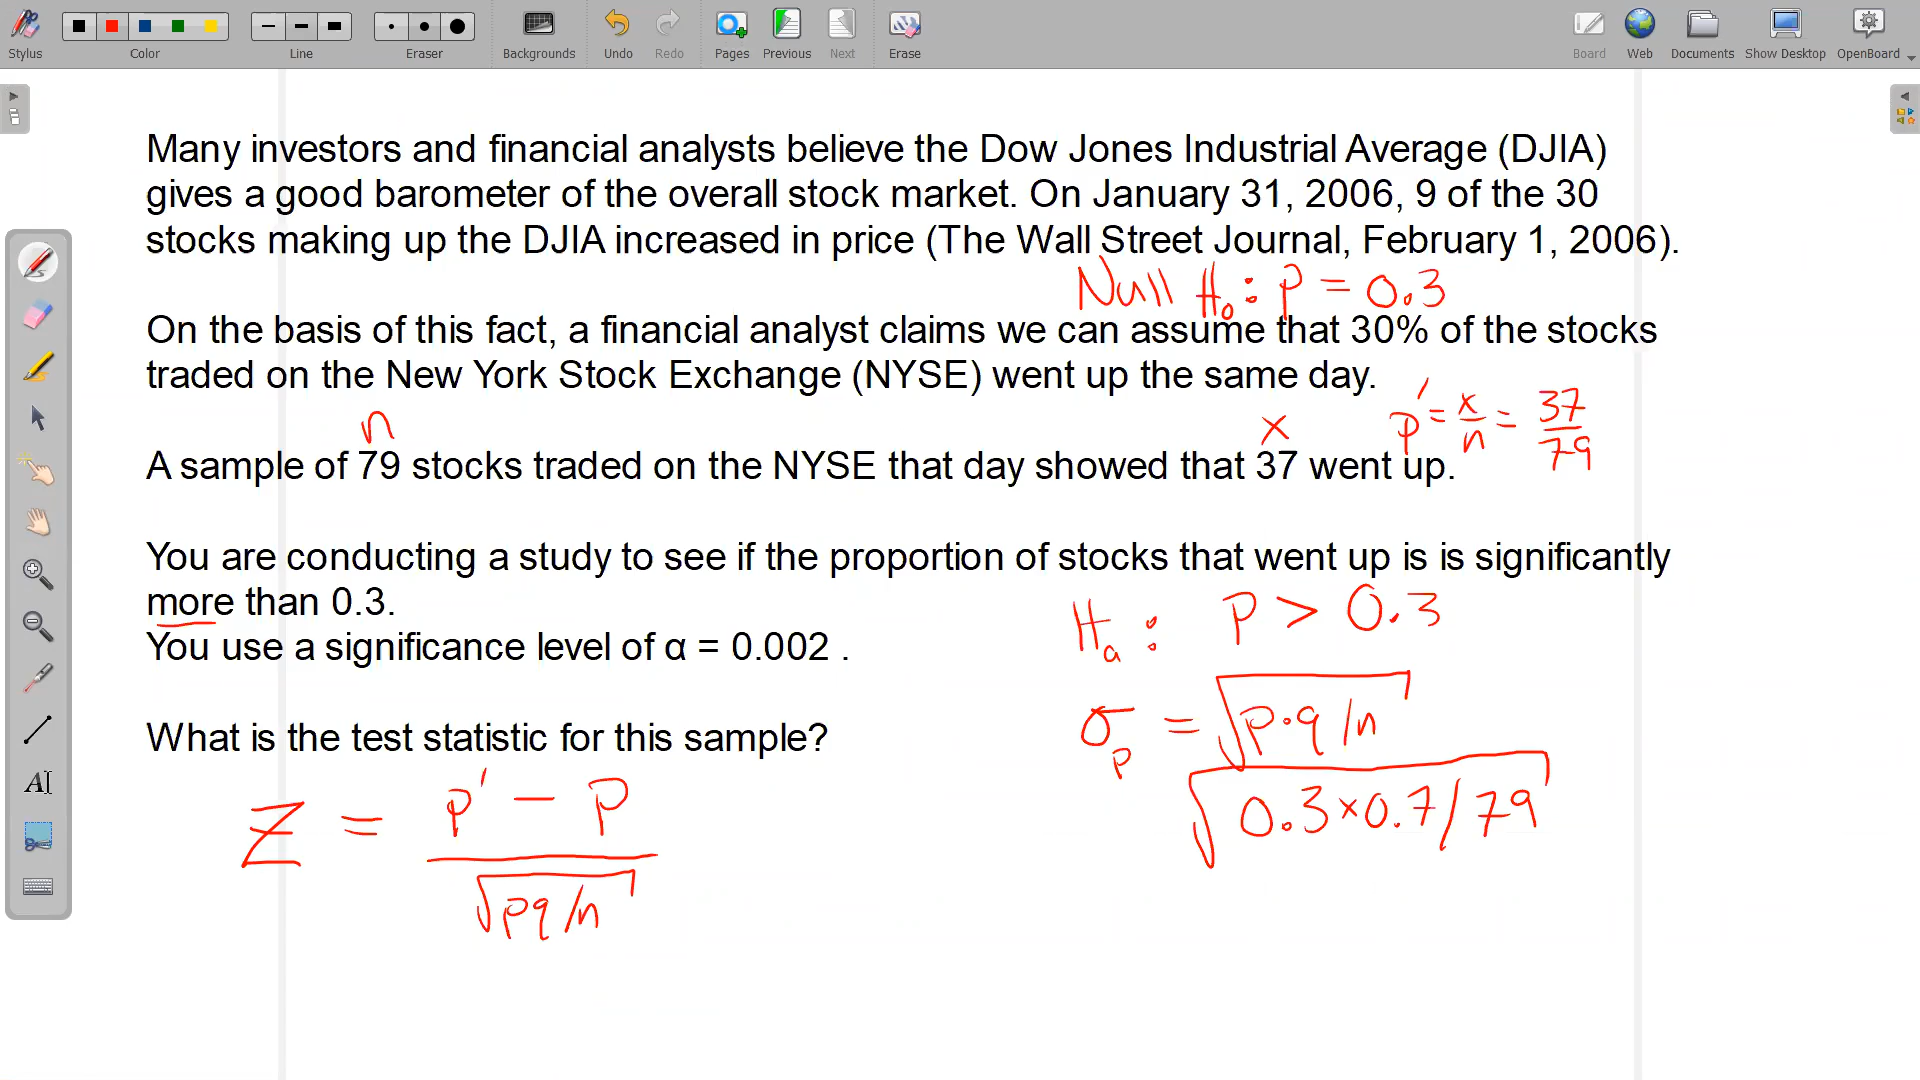 Stylus Color Line Eraser Backgrounds Undo Redo Pages Previous Next Erase Board Web Documents Show Desktop OpenBoard
Many investors and financial analysts believe the Dow Jones Industrial Average (DJIA)
gives a good barometer of the overall stock market. On January 31, 2006, 9 of the 30
stocks making up the DJIA increased in price (The Wall Street Journal, February 1, 2006).
Null H₀: p = 0.3
On the basis of this fact, a financial analyst claims we can assume that 30% of the stocks
traded on the New York Stock Exchange (NYSE) went up the same day.
n x p' = x/n = 37/79
A sample of 79 stocks traded on the NYSE that day showed that 37 went up.
You are conducting a study to see if the proportion of stocks that went up is is significantly
more than 0.3.
Hₐ: p > 0.3
You use a significance level of α = 0.002 .
σₚ = √p·q/n
What is the test statistic for this sample?
√0.3×0.7/79
Z = p' − p
√pq/n